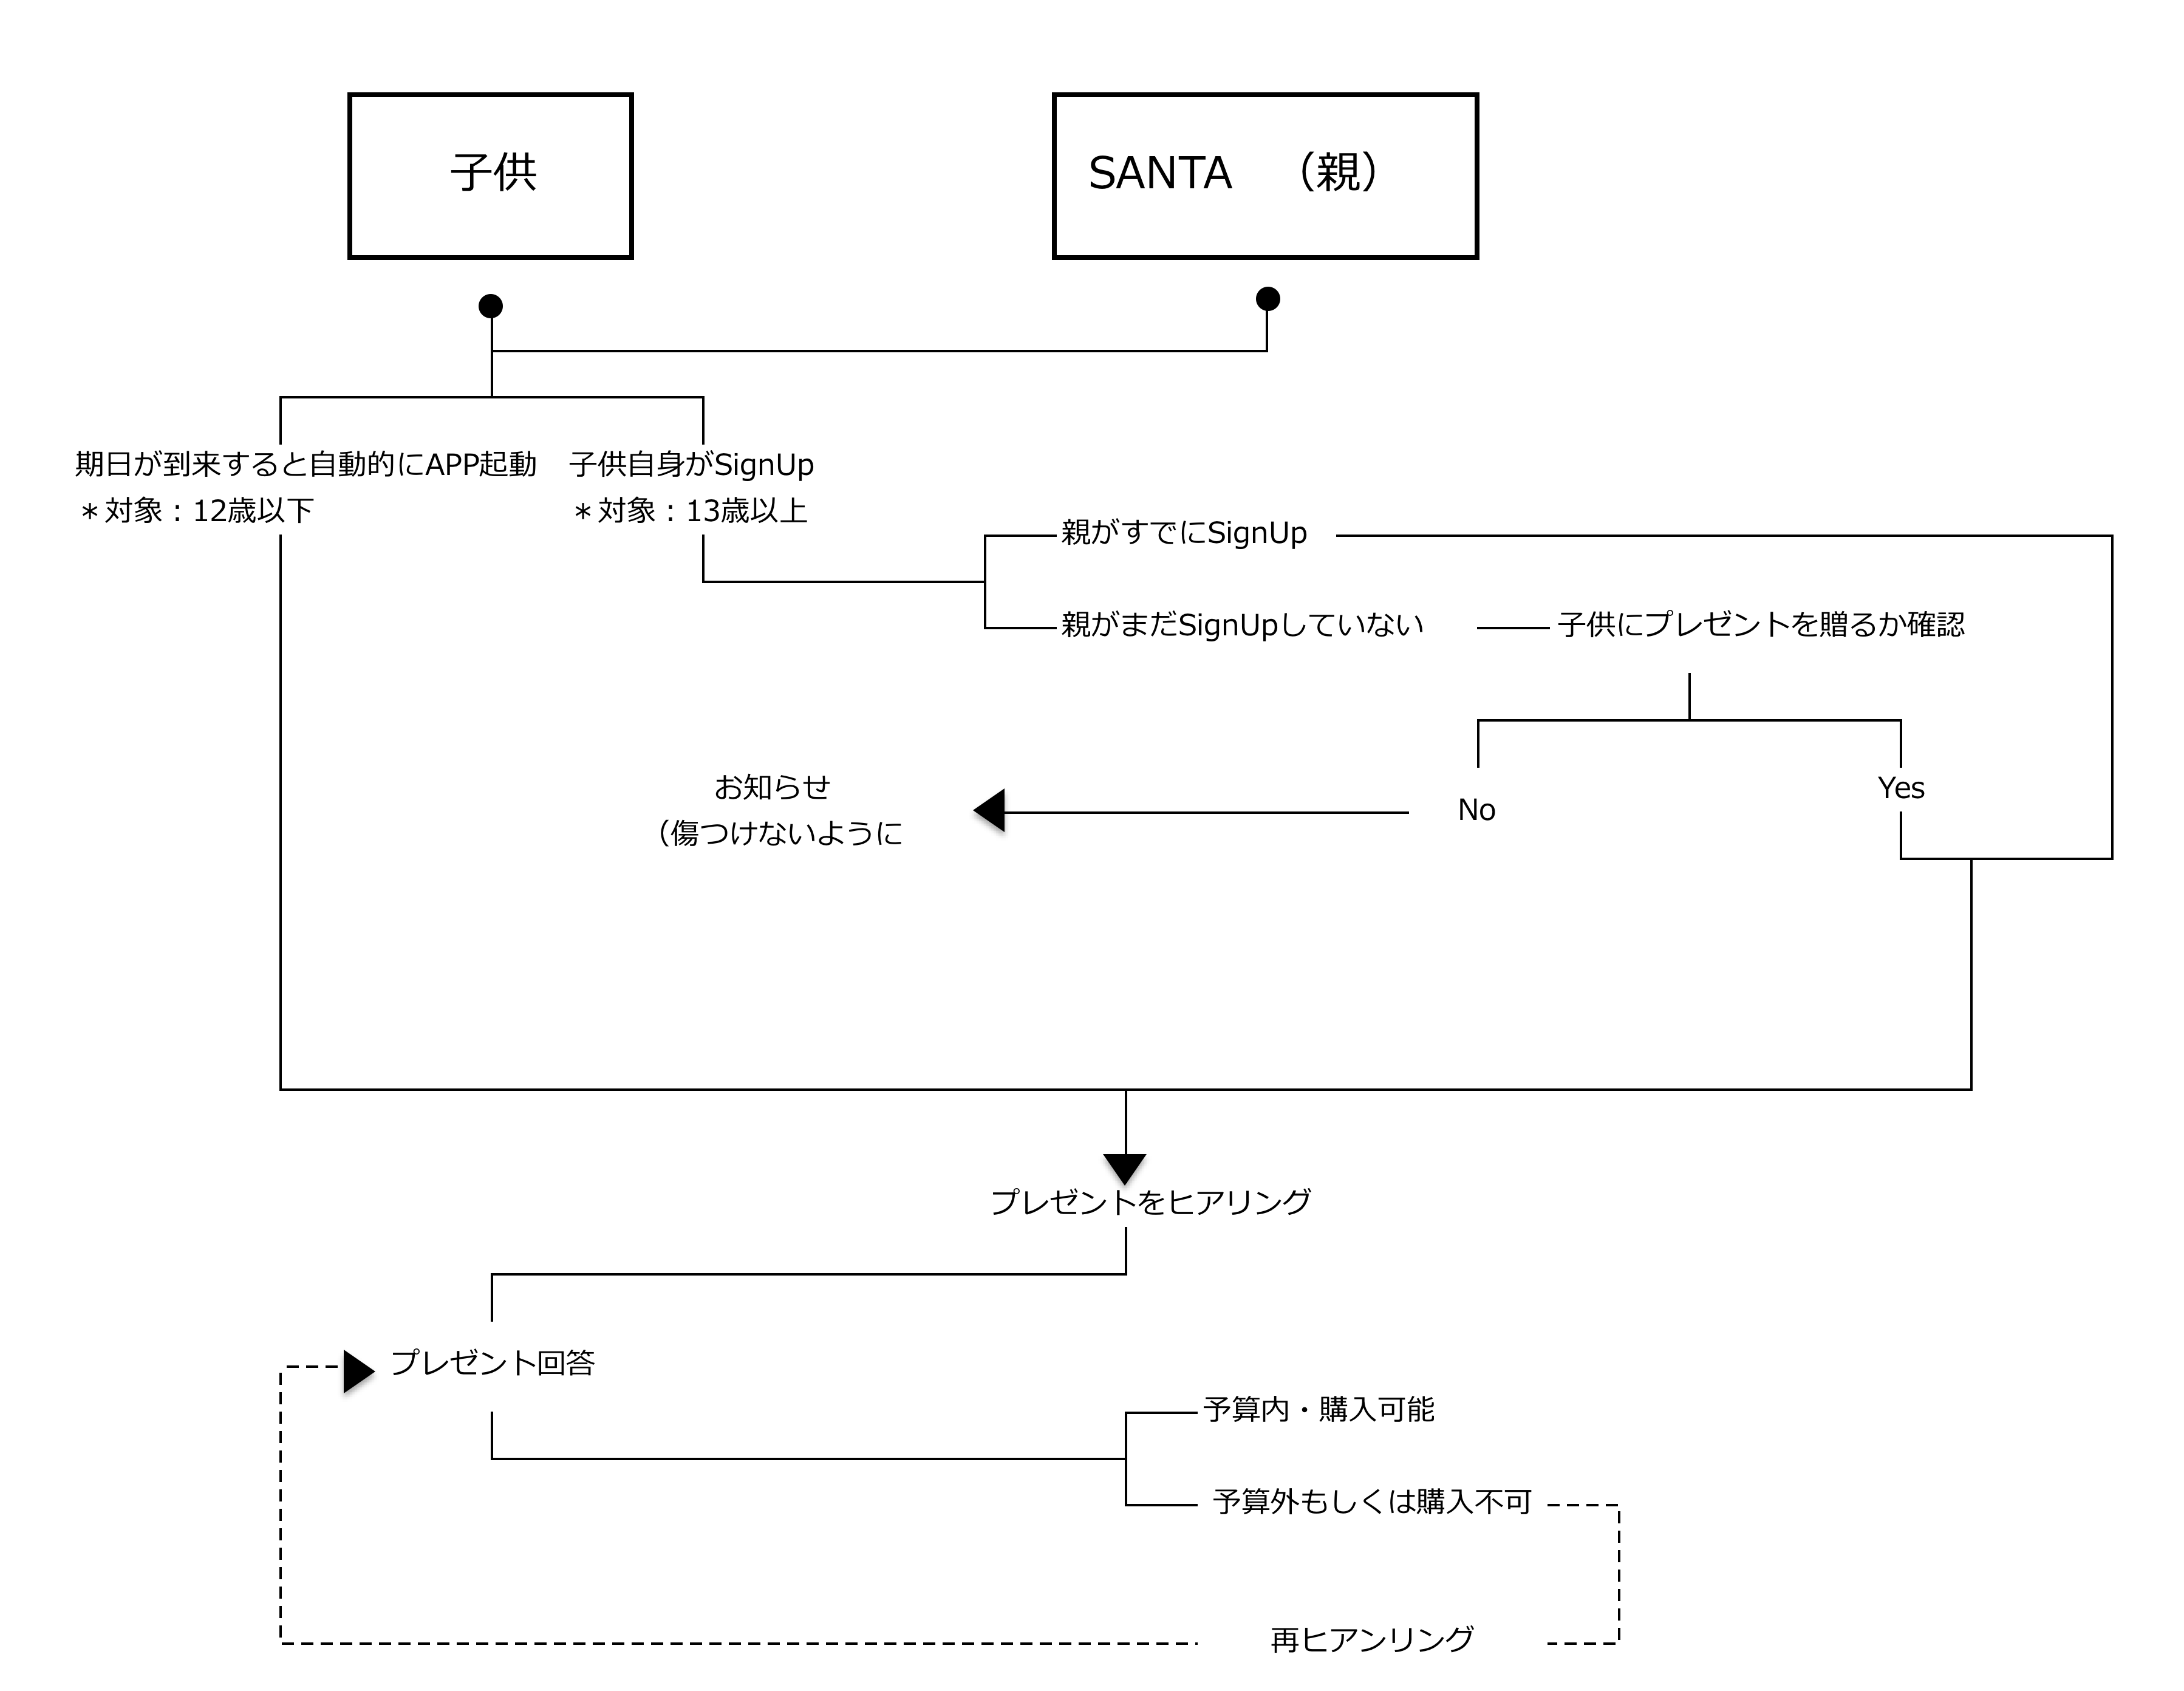 子供
SANTA （親）
期日が到来すると自動的にAPP起動
＊対象：12歳以下
子供自身がSignUp
＊対象：13歳以上
親がすでにSignUp
親がまだSignUpしていない
子供にプレゼントを贈るか確認
お知らせ
（傷つけないように
No
Yes
プレゼントをヒアリング
プレゼント回答
予算内・購入可能
予算外もしくは購入不可
再ヒアンリング